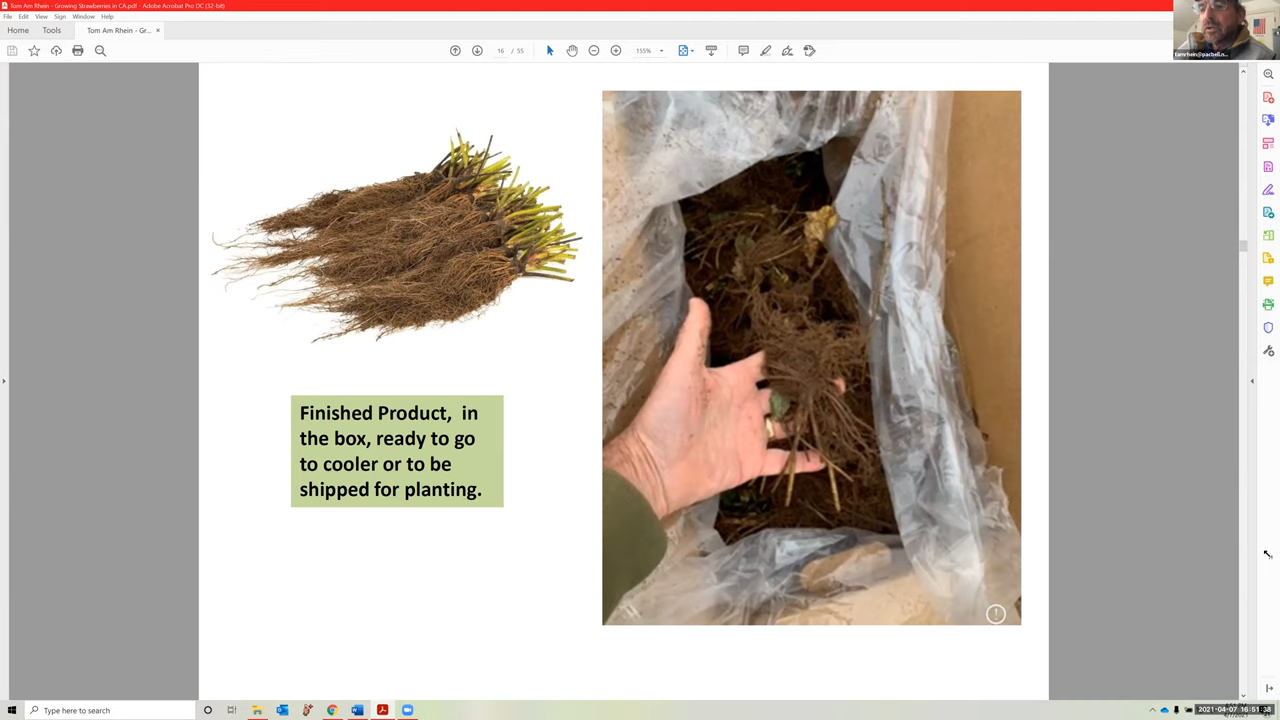 Tom Am Rhein - Growing Strawberries in CA.pdf - Adobe Acrobat Pro DC (32-bit)
File Edit View Sign Window Help
Home Tools Tom Am Rhein - Gr... ×
16 / 55
155%
Finished Product, in
the box, ready to go
to cooler or to be
shipped for planting.
Type here to search
2021-04-07 16:51:38